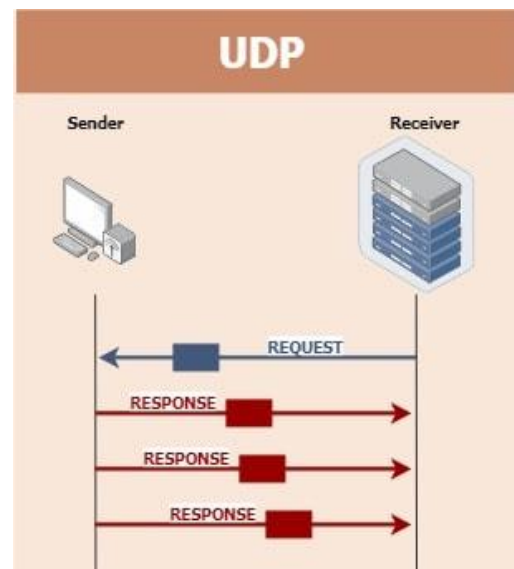 UDP
Sender Receiver
REQUEST
RESPONSE
RESPONSE
RESPONSE